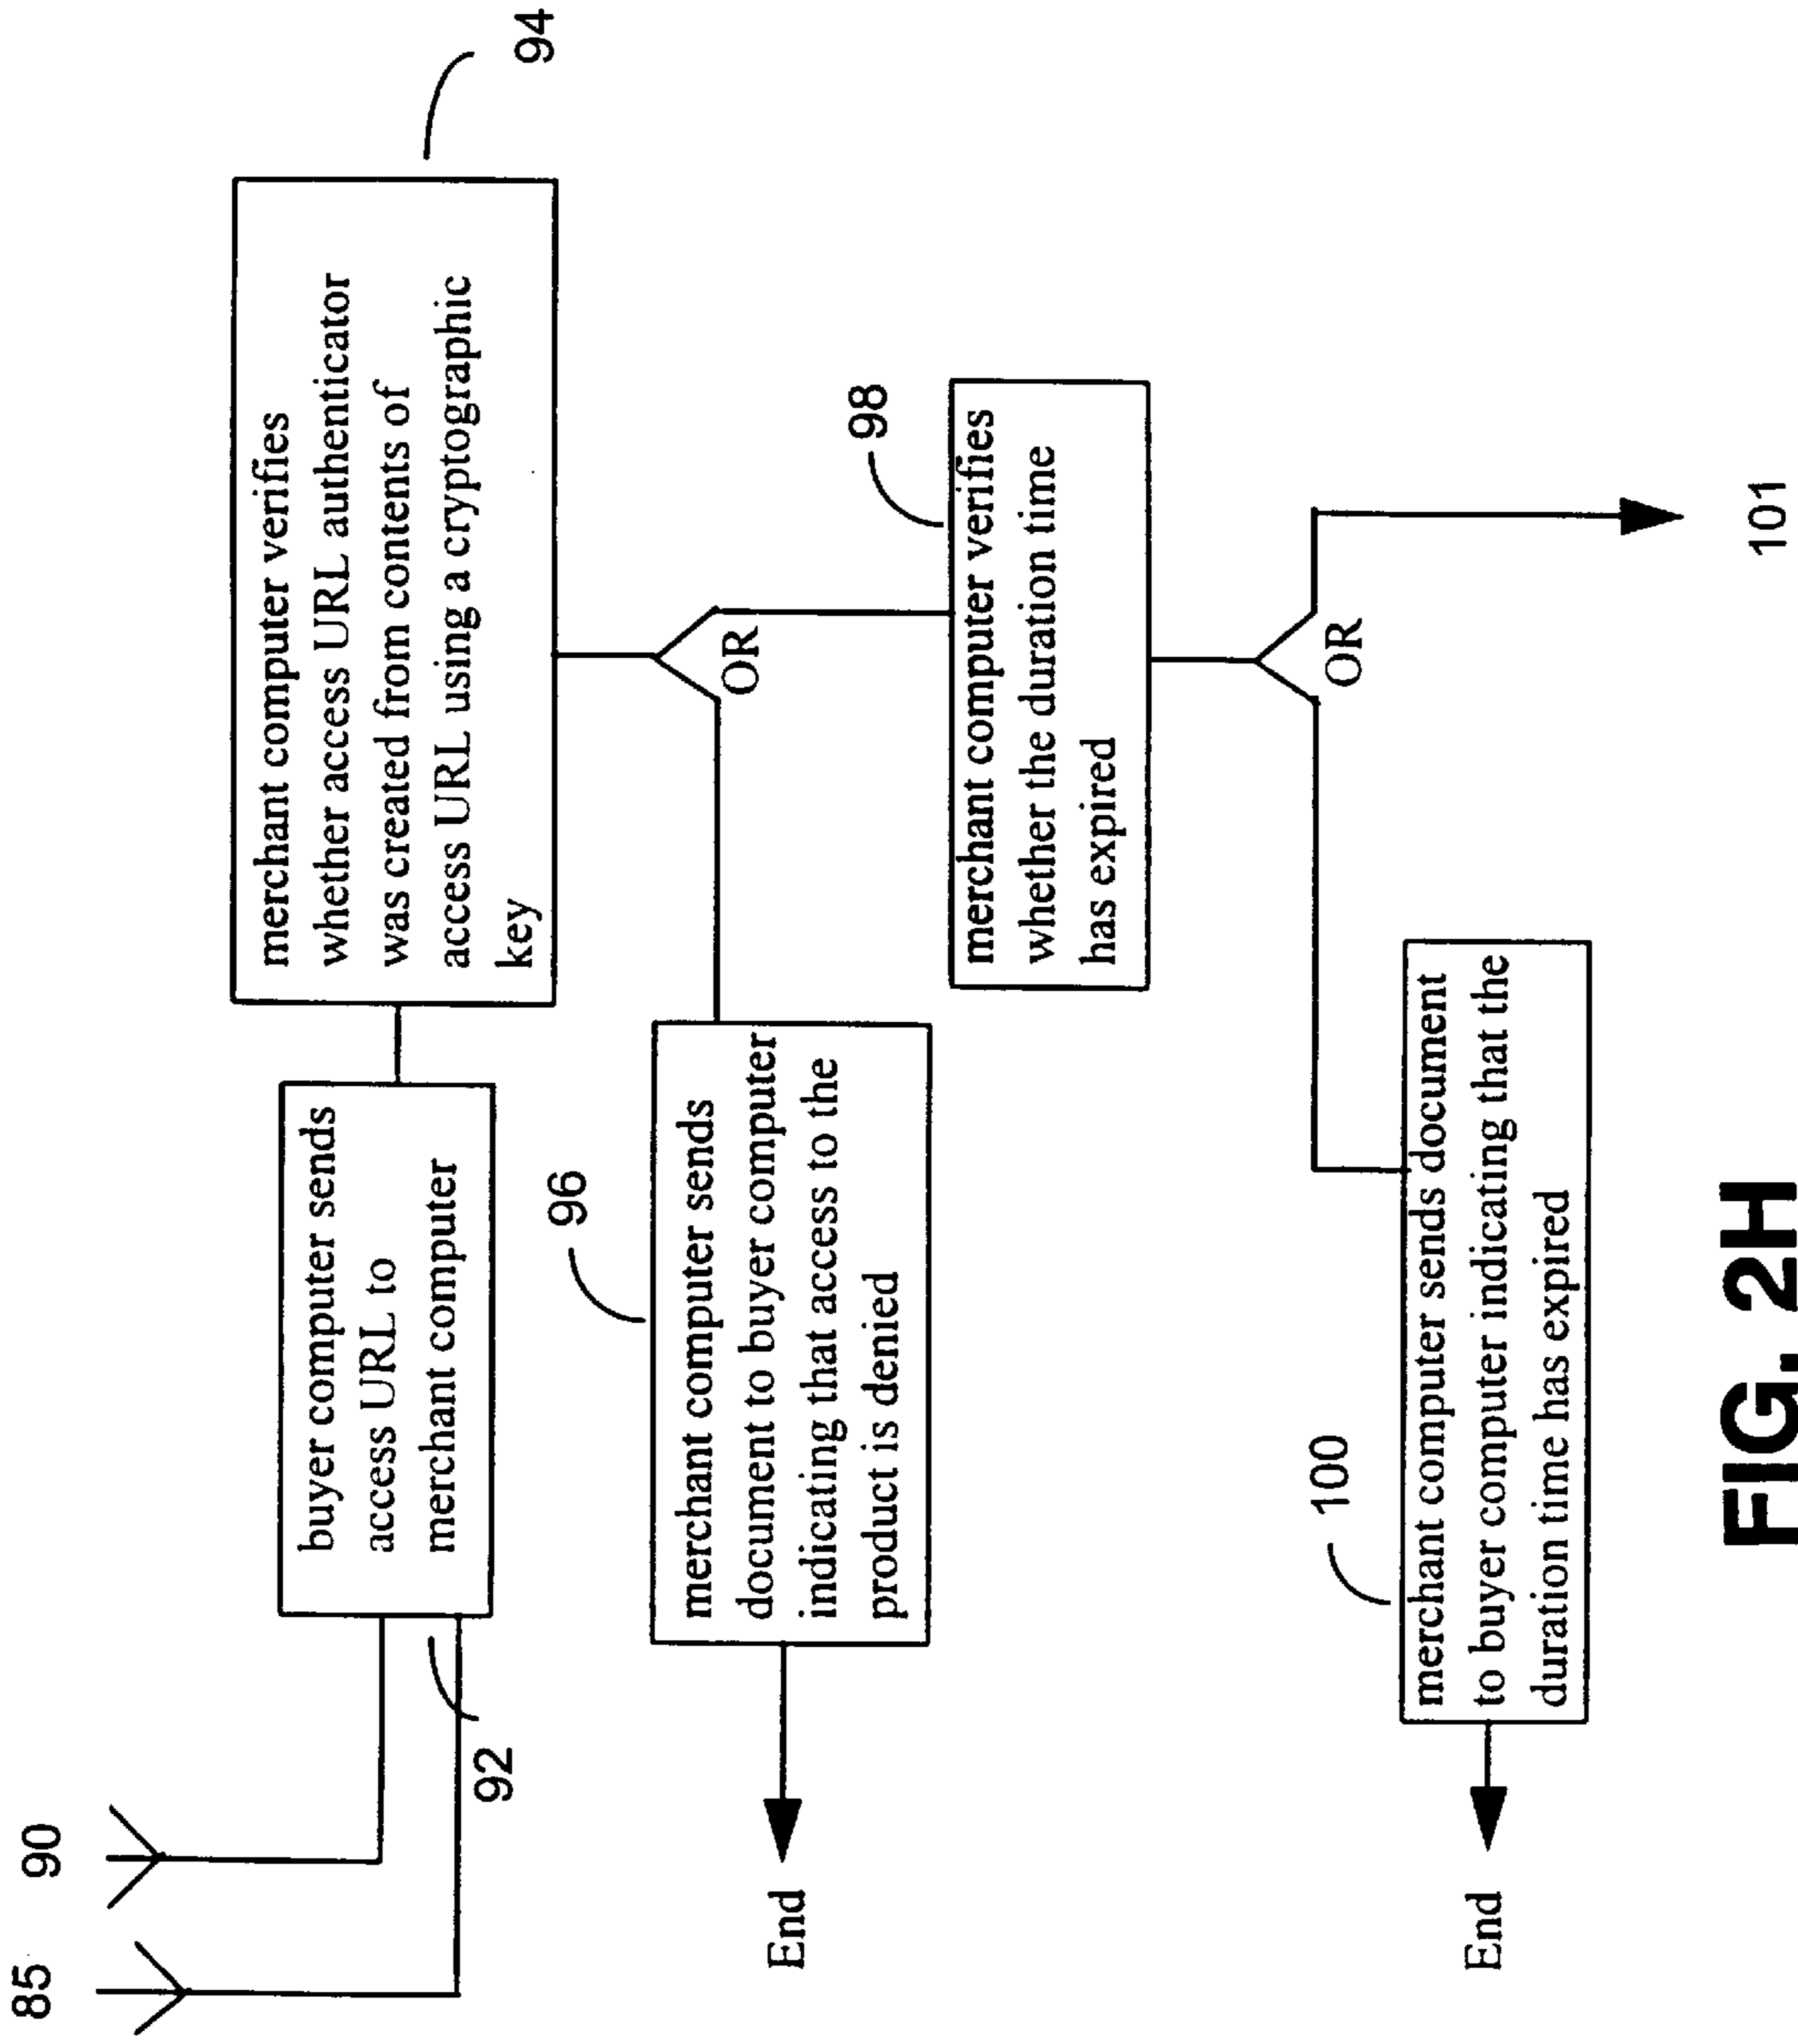 85
90
92
buyer computer sends
access URL to
merchant computer
94
merchant computer verifies
whether access URL authenticator
was created from contents of
access URL using a cryptographic
key
OR
96
merchant computer sends
document to buyer computer
indicating that access to the
product is denied
End
98
merchant computer verifies
whether the duration time
has expired
OR
100
merchant computer sends document
to buyer computer indicating that the
duration time has expired
End
101
FIG. 2H